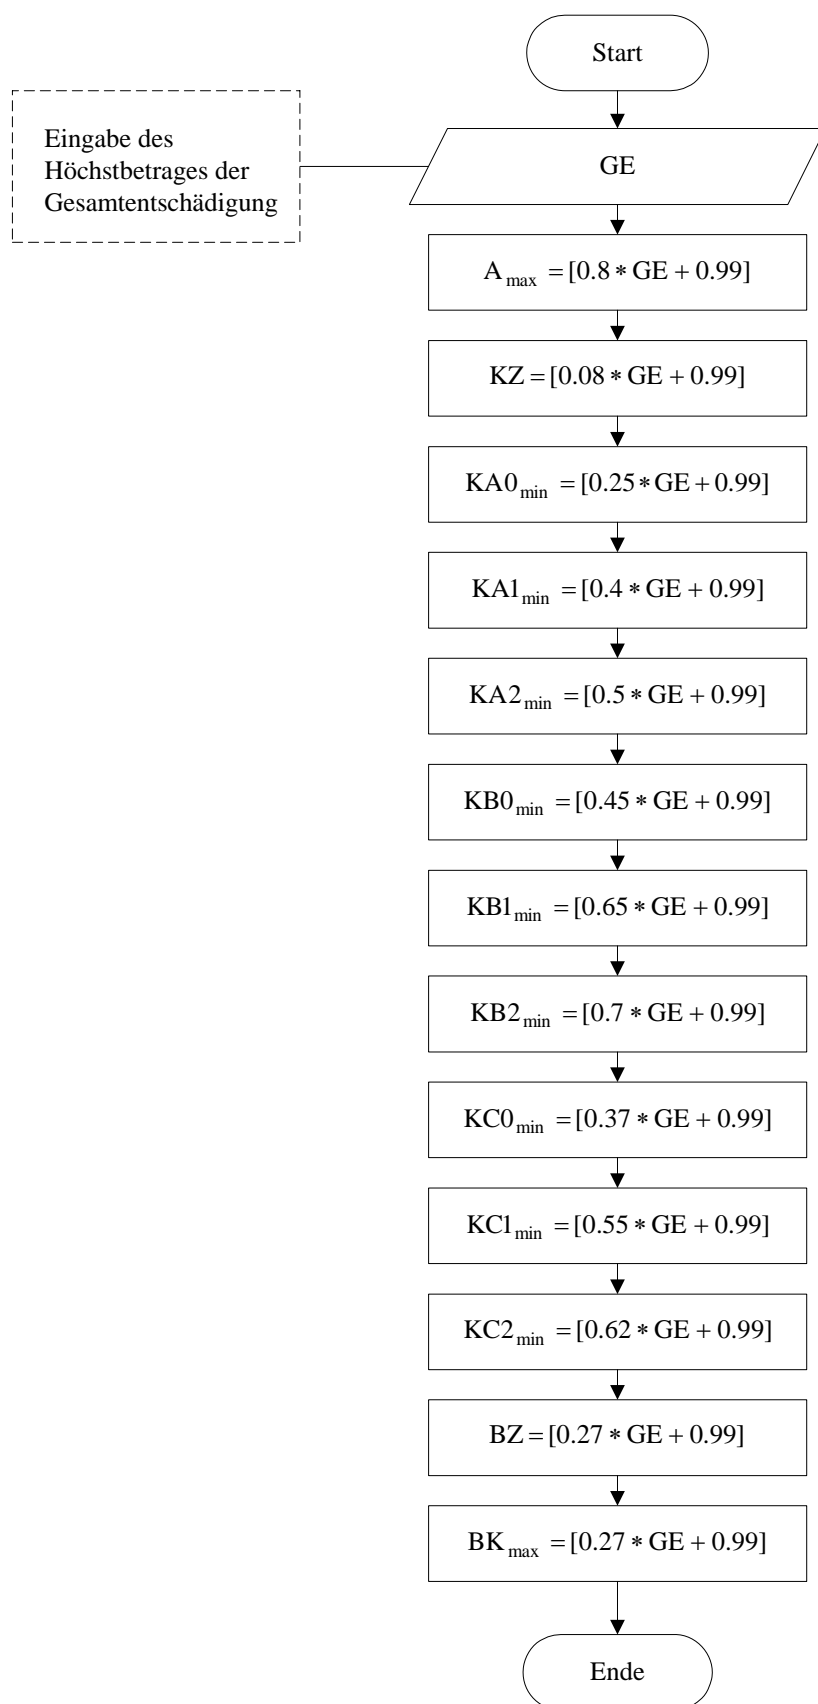 Start
Eingabe des
Höchstbetrages der
Gesamtentschädigung
GE
A max = [0.8 * GE + 0.99]
KZ = [0.08 * GE + 0.99]
KA0 min = [0.25 * GE + 0.99]
KA1 min = [0.4 * GE + 0.99]
KA2 min = [0.5 * GE + 0.99]
KB0 min = [0.45 * GE + 0.99]
KB1 min = [0.65 * GE + 0.99]
KB2 min = [0.7 * GE + 0.99]
KC0 min = [0.37 * GE + 0.99]
KC1 min = [0.55 * GE + 0.99]
KC2 min = [0.62 * GE + 0.99]
BZ = [0.27 * GE + 0.99]
BK max = [0.27 * GE + 0.99]
Ende